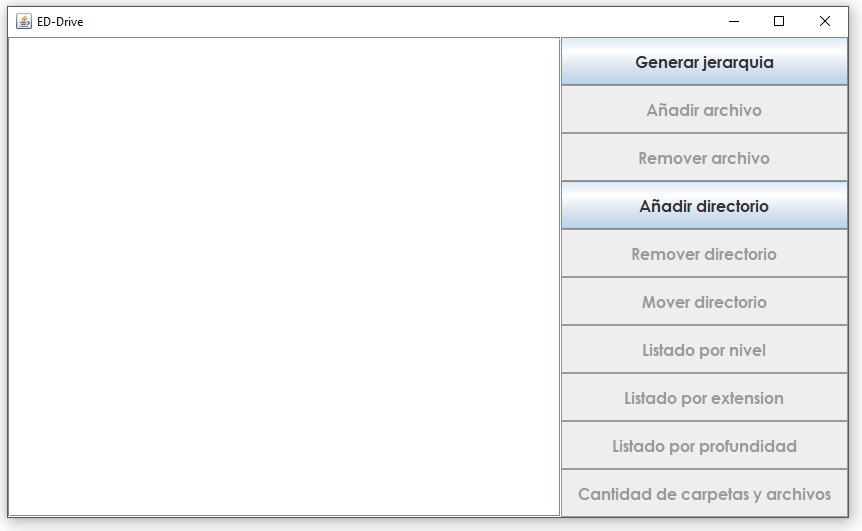 ED-Drive
Generar jerarquia
Añadir archivo
Remover archivo
Añadir directorio
Remover directorio
Mover directorio
Listado por nivel
Listado por extension
Listado por profundidad
Cantidad de carpetas y archivos